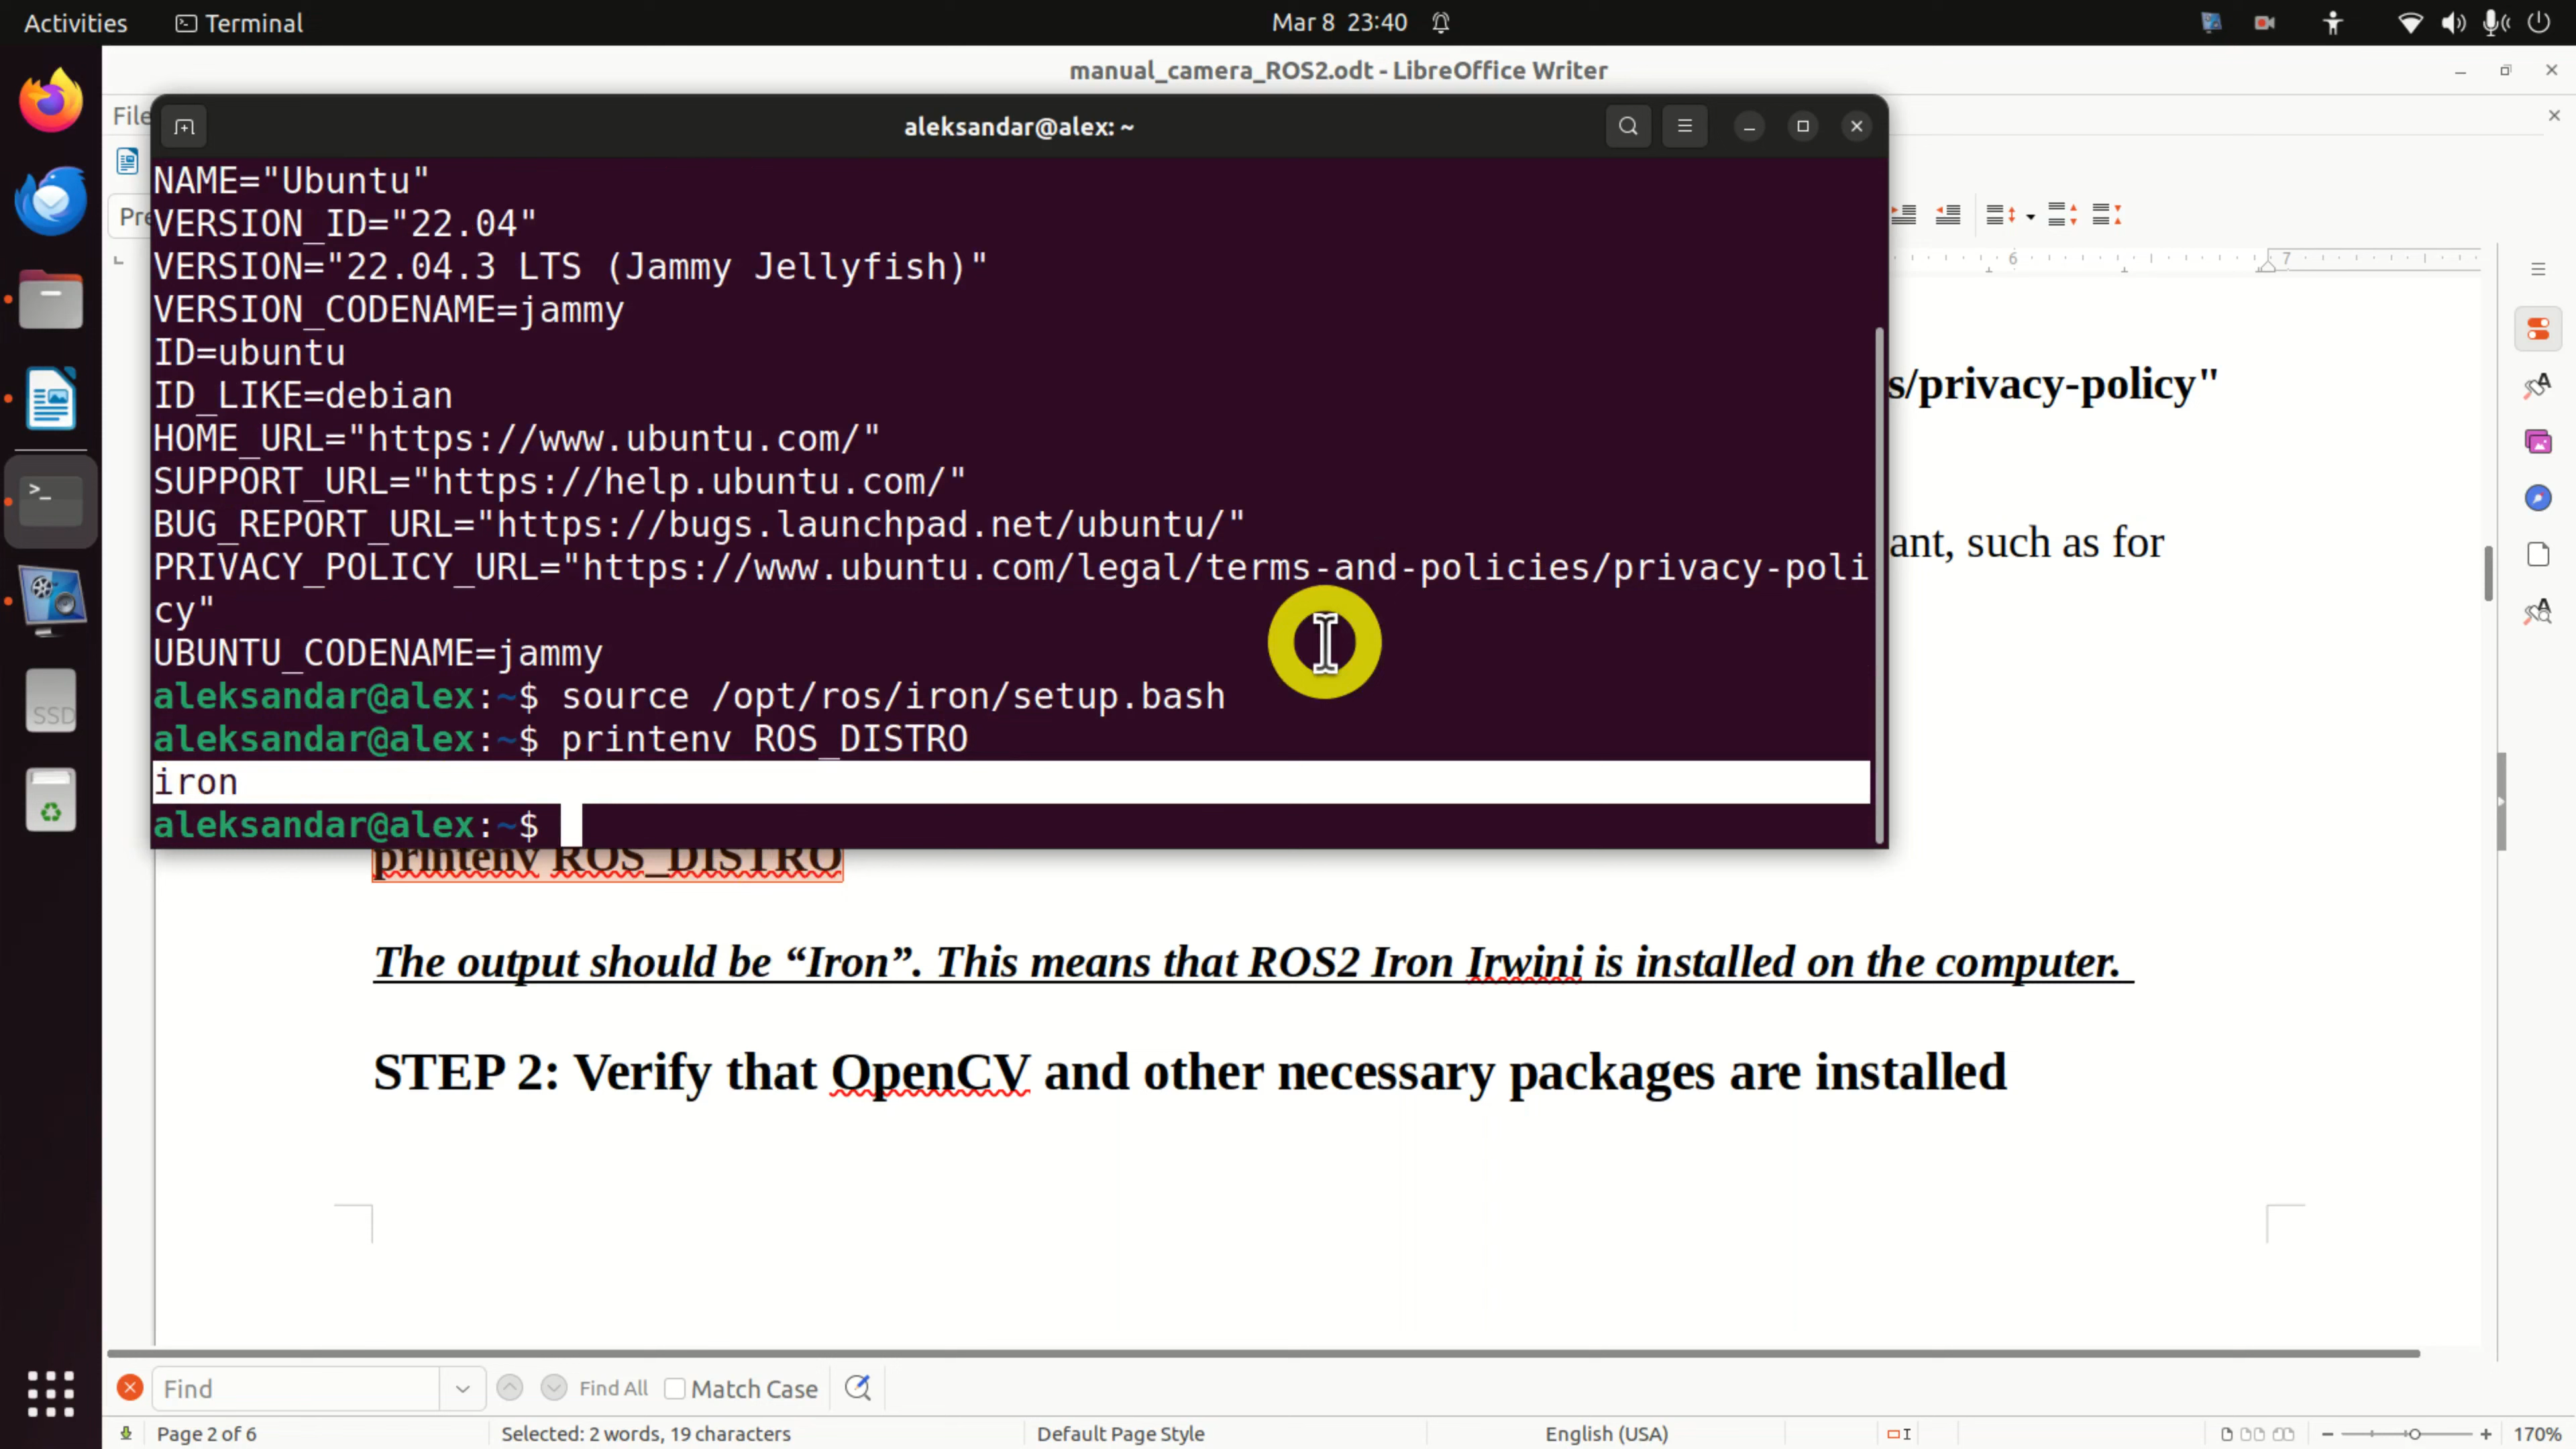 Activities
Terminal
Mar 8 23:40
manual_camera_ROS2.odt - LibreOffice Writer
File
aleksandar@alex: ~
6
7
NAME="Ubuntu"
VERSION_ID="22.04"
VERSION="22.04.3 LTS (Jammy Jellyfish)"
VERSION_CODENAME=jammy
ID=ubuntu
ID_LIKE=debian
HOME_URL="https://www.ubuntu.com/"
SUPPORT_URL="https://help.ubuntu.com/"
BUG_REPORT_URL="https://bugs.launchpad.net/ubuntu/"
PRIVACY_POLICY_URL="https://www.ubuntu.com/legal/terms-and-policies/privacy-poli
cy"
UBUNTU_CODENAME=jammy
aleksandar@alex:~$ source /opt/ros/iron/setup.bash
aleksandar@alex:~$ printenv ROS_DISTRO
iron
aleksandar@alex:~$
s/privacy-policy"
ant, such as for
SSD
printenv ROS_DISTRO
The output should be “Iron”. This means that ROS2 Iron Irwini is installed on the computer.
STEP 2: Verify that OpenCV and other necessary packages are installed
Find
Find All
Match Case
Page 2 of 6
Selected: 2 words, 19 characters
Default Page Style
English (USA)
170%